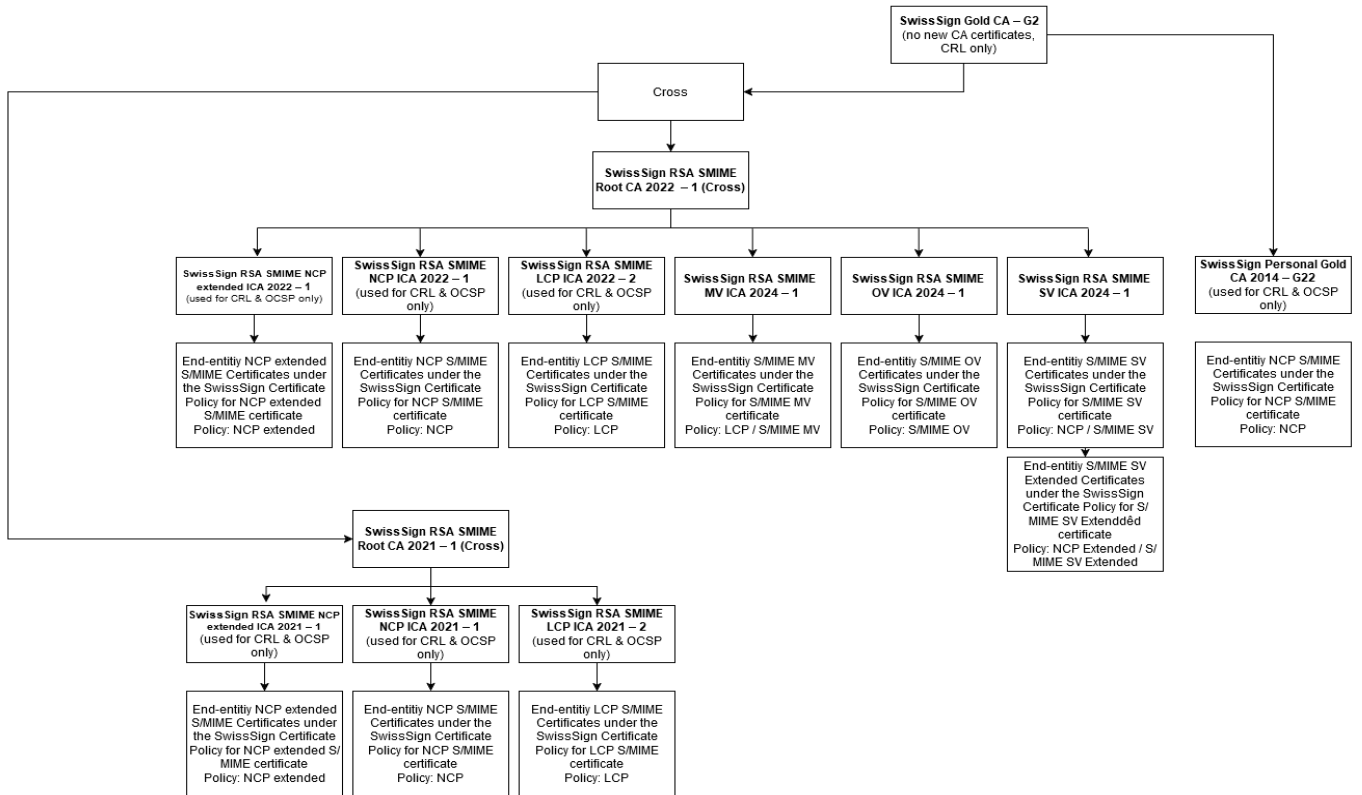 SwissSign Gold CA – G2
(no new CA certificates,
CRL only)
Cross
SwissSign RSA SMIME
Root CA 2022 – 1 (Cross)
SwissSign RSA SMIME NCP
extended ICA 2022 – 1
(used for CRL & OCSP only)
SwissSign RSA SMIME
NCP ICA 2022 – 1
(used for CRL & OCSP
only)
SwissSign RSA SMIME
LCP ICA 2022 – 2
(used for CRL & OCSP
only)
SwissSign RSA SMIME
MV ICA 2024 – 1
SwissSign RSA SMIME
OV ICA 2024 – 1
SwissSign RSA SMIME
SV ICA 2024 – 1
SwissSign Personal Gold
CA 2014 – G22
(used for CRL & OCSP
only)
End-entitiy NCP extended
S/MIME Certificates under
the SwissSign Certificate
Policy for NCP extended
S/MIME certificate
Policy: NCP extended
End-entitiy NCP S/MIME
Certificates under the
SwissSign Certificate
Policy for NCP S/MIME
certificate
Policy: NCP
End-entitiy LCP S/MIME
Certificates under the
SwissSign Certificate
Policy for LCP S/MIME
certificate
Policy: LCP
End-entitiy S/MIME MV
Certificates under the
SwissSign Certificate
Policy for S/MIME MV
certificate
Policy: LCP / S/MIME MV
End-entitiy S/MIME OV
Certificates under the
SwissSign Certificate
Policy for S/MIME OV
certificate
Policy: S/MIME OV
End-entitiy S/MIME SV
Certificates under the
SwissSign Certificate
Policy for S/MIME SV
certificate
Policy: NCP / S/MIME SV
End-entitiy NCP S/MIME
Certificates under the
SwissSign Certificate
Policy for NCP S/MIME
certificate
Policy: NCP
End-entitiy S/MIME SV
Extended Certificates
under the SwissSign
Certificate Policy for S/
MIME SV Extenddêd
certificate
Policy: NCP Extended / S/
MIME SV Extended
SwissSign RSA SMIME
Root CA 2021 – 1 (Cross)
SwissSign RSA SMIME NCP
extended ICA 2021 – 1
(used for CRL & OCSP
only)
SwissSign RSA SMIME
NCP ICA 2021 – 1
(used for CRL & OCSP
only)
SwissSign RSA SMIME
LCP ICA 2021 – 2
(used for CRL & OCSP
only)
End-entitiy NCP extended
S/MIME Certificates under
the SwissSign Certificate
Policy for NCP extended S/
MIME certificate
Policy: NCP extended
End-entitiy NCP S/MIME
Certificates under the
SwissSign Certificate
Policy for NCP S/MIME
certificate
Policy: NCP
End-entitiy LCP S/MIME
Certificates under the
SwissSign Certificate
Policy for LCP S/MIME
certificate
Policy: LCP